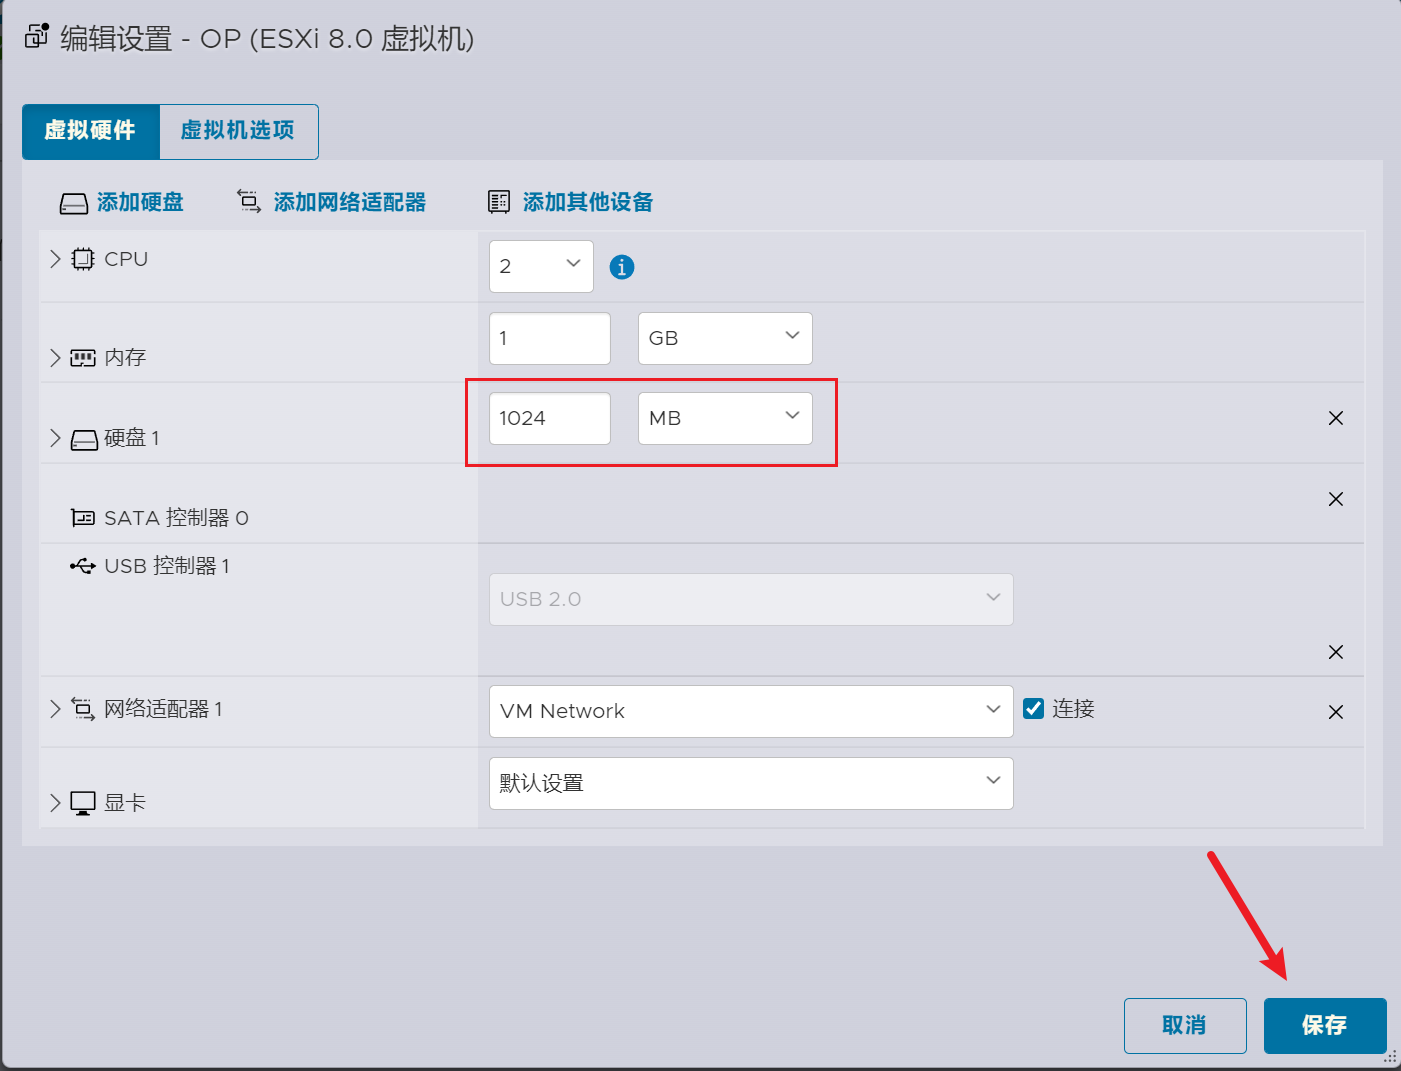 编辑设置 - OP (ESXi 8.0 虚拟机)
虚拟硬件 虚拟机选项
添加硬盘 添加网络适配器 添加其他设备
CPU 2
内存 1 GB
硬盘 1 1024 MB
SATA 控制器 0
USB 控制器 1
USB 2.0
网络适配器 1 VM Network 连接
显卡 默认设置
取消 保存